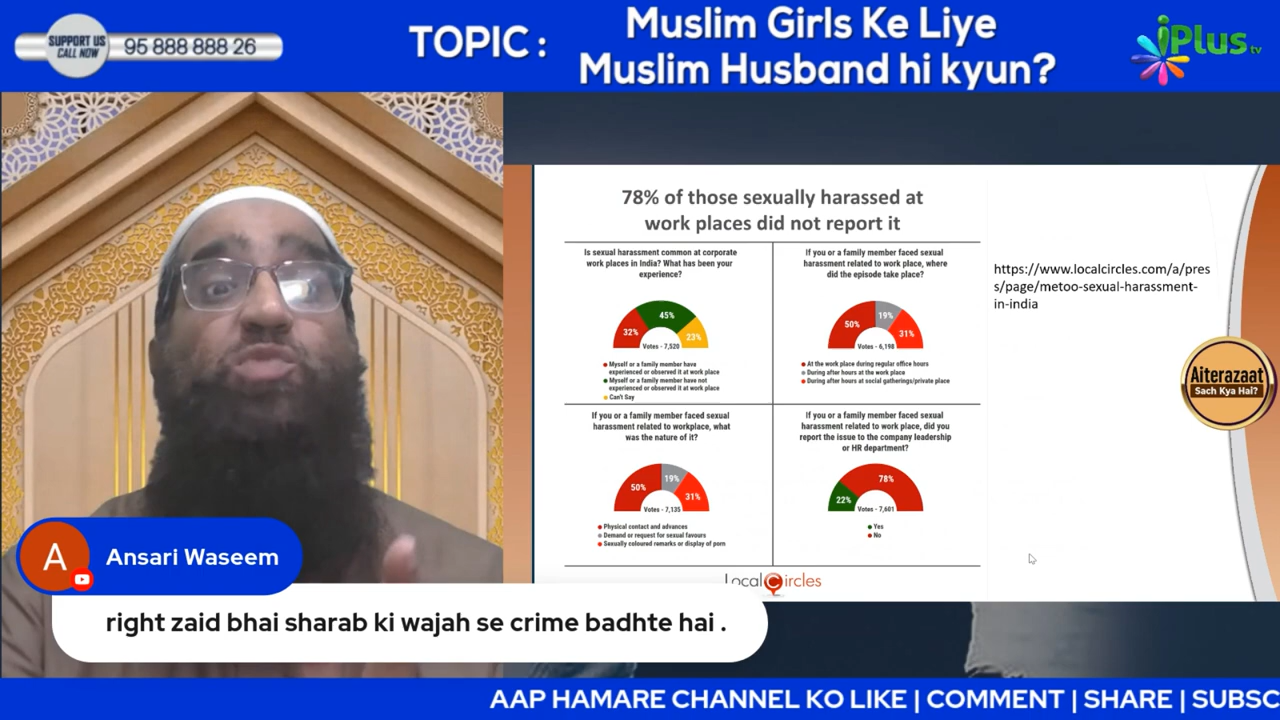 SUPPORT US
CALL NOW
95 888 888 26
TOPIC :
Muslim Girls Ke Liye
Muslim Husband hi kyun?
iPlus tv
78% of those sexually harassed at
work places did not report it
Is sexual harassment common at corporate
work places in India? What has been your
experience?
32%
45%
23%
Votes - 7,520
Myself or a family member have
experienced or observed it at work place
Myself or a family member have not
experienced or observed it at work place
Can't Say
If you or a family member faced sexual
harassment related to work place, where
did the episode take place?
50%
19%
31%
Votes - 6,198
At the work place during regular office hours
During after hours at the work place
During after hours at social gatherings/private place
If you or a family member faced sexual
harassment related to workplace, what
was the nature of it?
50%
19%
31%
Votes - 7,135
Physical contact and advances
Demand or request for sexual favours
Sexually coloured remarks or display of porn
If you or a family member faced sexual
harassment related to work place, did you
report the issue to the company leadership
or HR department?
22%
78%
Votes - 7,601
Yes
No
LocalCircles
https://www.localcircles.com/a/pres
s/page/metoo-sexual-harassment-
in-india
Aiterazaat
Sach Kya Hai?
A
Ansari Waseem
right zaid bhai sharab ki wajah se crime badhte hai .
AAP HAMARE CHANNEL KO LIKE | COMMENT | SHARE | SUBSC